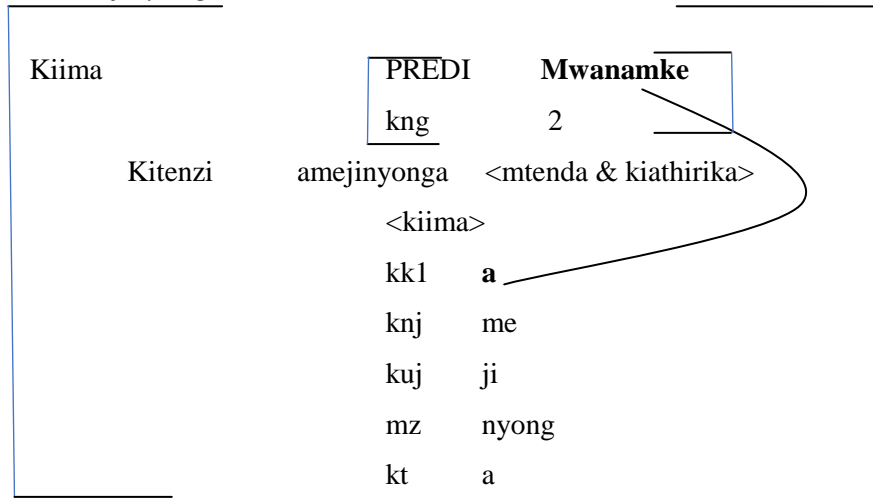 Kiima PREDI Mwanamke
kng 2
Kitenzi amejinyonga <mtenda & kiathirika>
<kiima>
kk1 a
knj me
kuj ji
mz nyong
kt a